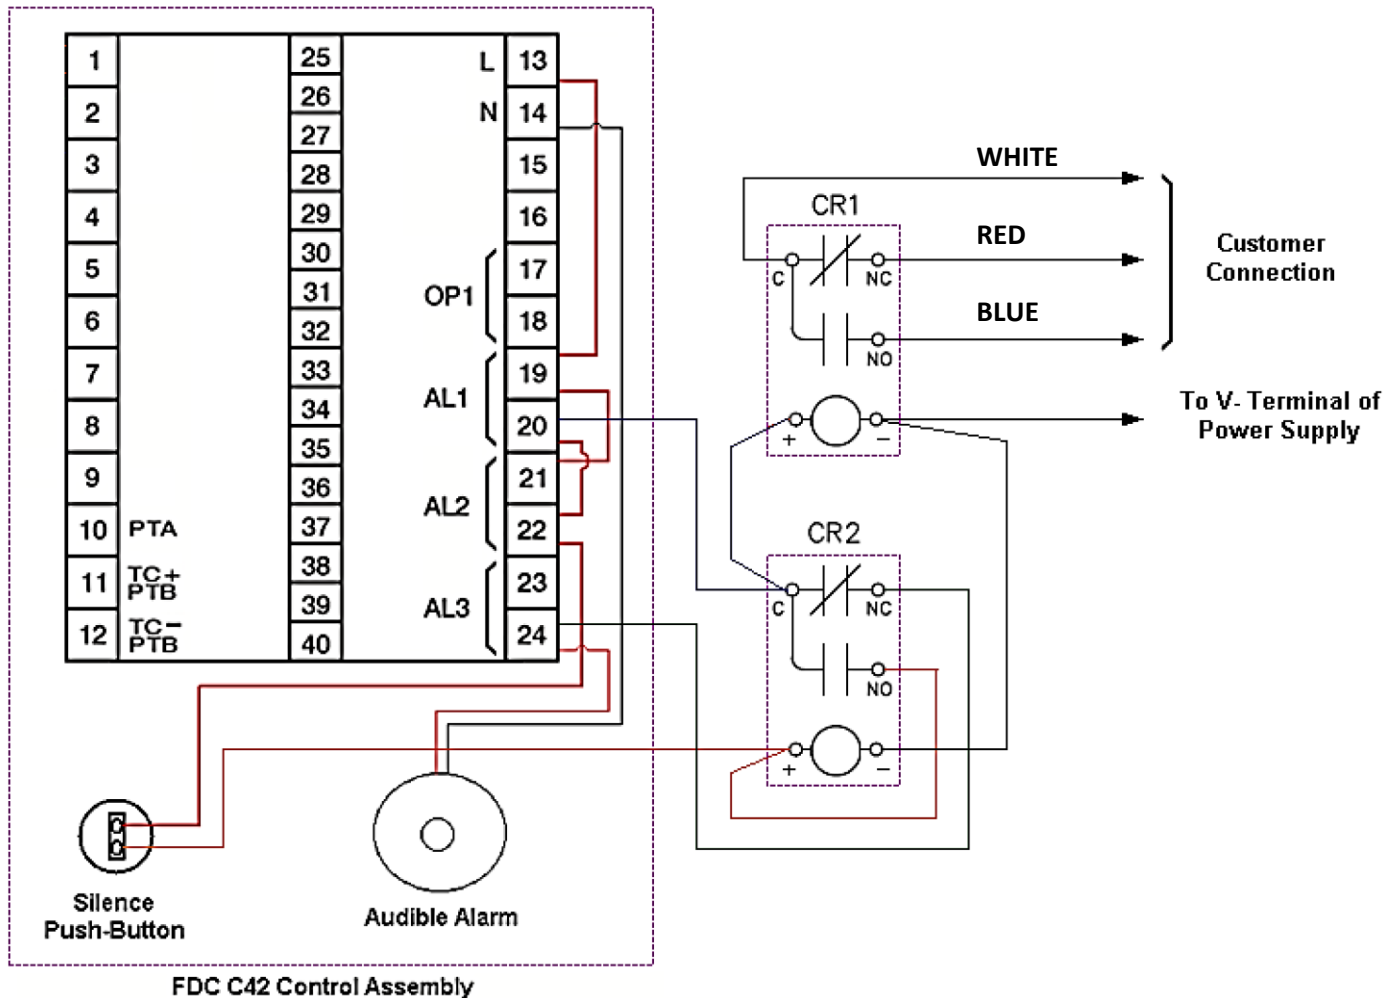 1
2
3
4
5
6
7
8
9
10 PTA
11 TC+
PTB
12 TC−
PTB
25
26
27
28
29
30
31
32
33
34
35
36
37
38
39
40
L 13
N 14
15
16
OP1
17
18
AL1
19
20
AL2
21
22
AL3
23
24
WHITE
CR1
RED
C
NC
BLUE
NO
+
−
Customer
Connection
To V- Terminal of
Power Supply
CR2
C
NC
NO
+
−
Silence
Push-Button
Audible Alarm
FDC C42 Control Assembly